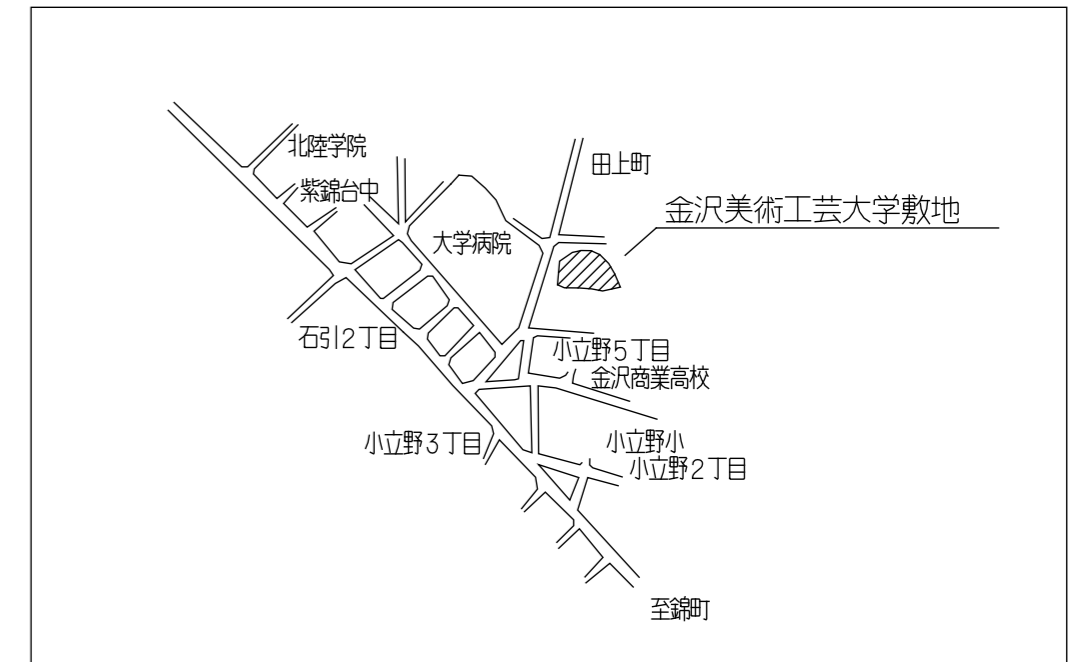 北陸学院
田上町
紫錦台中
金沢美術工芸大学敷地
大学病院
石引２丁目
小立野５丁目
金沢商業高校
小立野３丁目
小立野小
小立野２丁目
至錦町